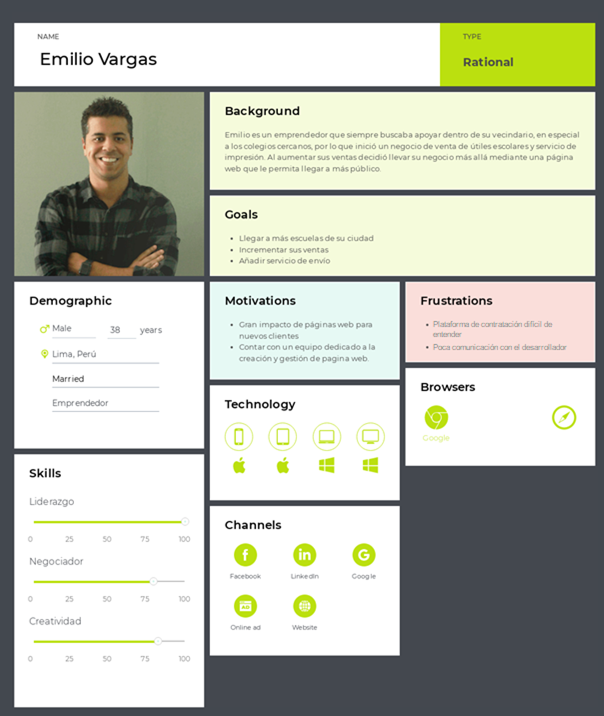 NAME
Emilio Vargas
TYPE
Rational
Background
Emilio es un emprendedor que siempre buscaba apoyar dentro de su vecindario, en especial
a los colegios cercanos, por lo que inició un negocio de venta de útiles escolares y servicio de
impresión. Al aumentar sus ventas decidió llevar su negocio más allá mediante una página
web que le permita llegar a más público.
Goals
• Llegar a más escuelas de su ciudad
• Incrementar sus ventas
• Añadir servicio de envío
Demographic
Male 38 years
Lima, Perú
Married
Emprendedor
Motivations
• Gran impacto de páginas web para
nuevos clientes
• Contar con un equipo dedicado a la
creación y gestión de pagina web.
Frustrations
• Plataforma de contratación difícil de
entender
• Poca comunicación con el desarrollador
Browsers
Google
Technology
Skills
Liderazgo
0 25 50 75 100
Negociador
0 25 50 75 100
Creatividad
0 25 50 75 100
Channels
Facebook LinkedIn Google
Online ad Website